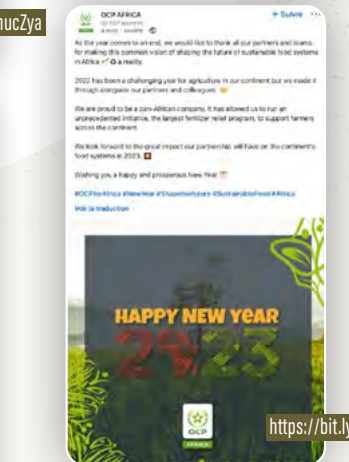 nucZya
OCP AFRICA
+ Suivre ...
As the year comes to an end, we would like to thank all our partners and teams
for making this common vision of shaping the future of sustainable food systems
in Africa a reality.
2022 has been a challenging year for agriculture in our continent but we made it
through alongside our partners and colleagues
We are proud to be a pan-African company. It has allowed us to run an
unprecedented initiative, the largest fertilizer relief program, to support farmers
across the continent.
We look forward to the great impact our partnership will have on the continent's
food systems in 2023.
Wishing you a happy and prosperous New Year
#NewYear #SustainableFood #Africa
Voir la traduction
HAPPY NEW YEAR
2023
OCP
AFRICA
https://bit.ly